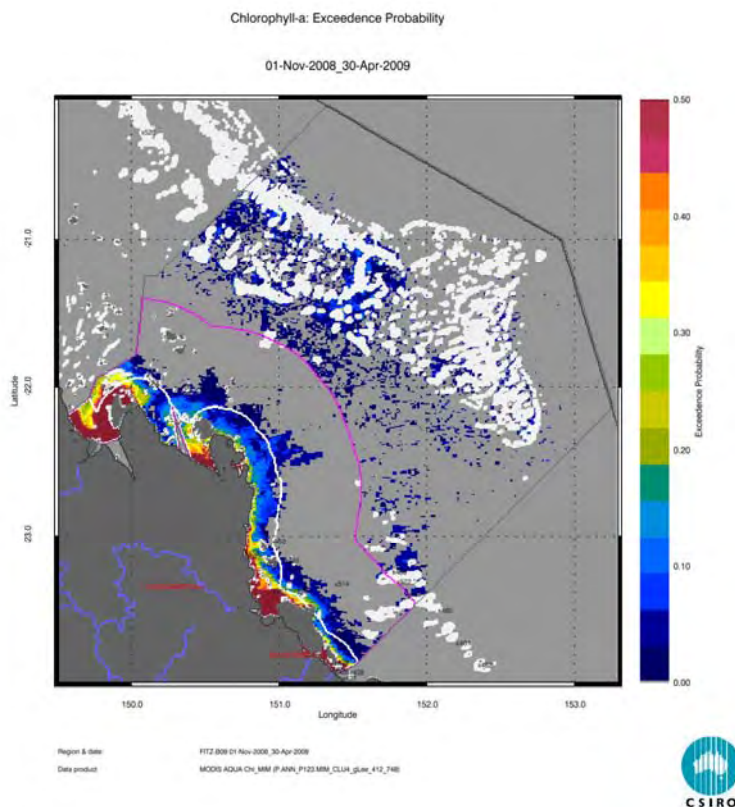 Chlorophyll-a: Exceedence Probability
01-Nov-2008_30-Apr-2009
0.50
0.40
0.30
0.20
0.10
0.00
Exceedence Probability
-21.0
-22.0
-23.0
Latitude
150.0 151.0 152.0 153.0
Longitude
Region & date: FITZ-B09 01-Nov-2008_30-Apr-2009
Data product: MODIS AQUA Chl_MIM
CSIRO